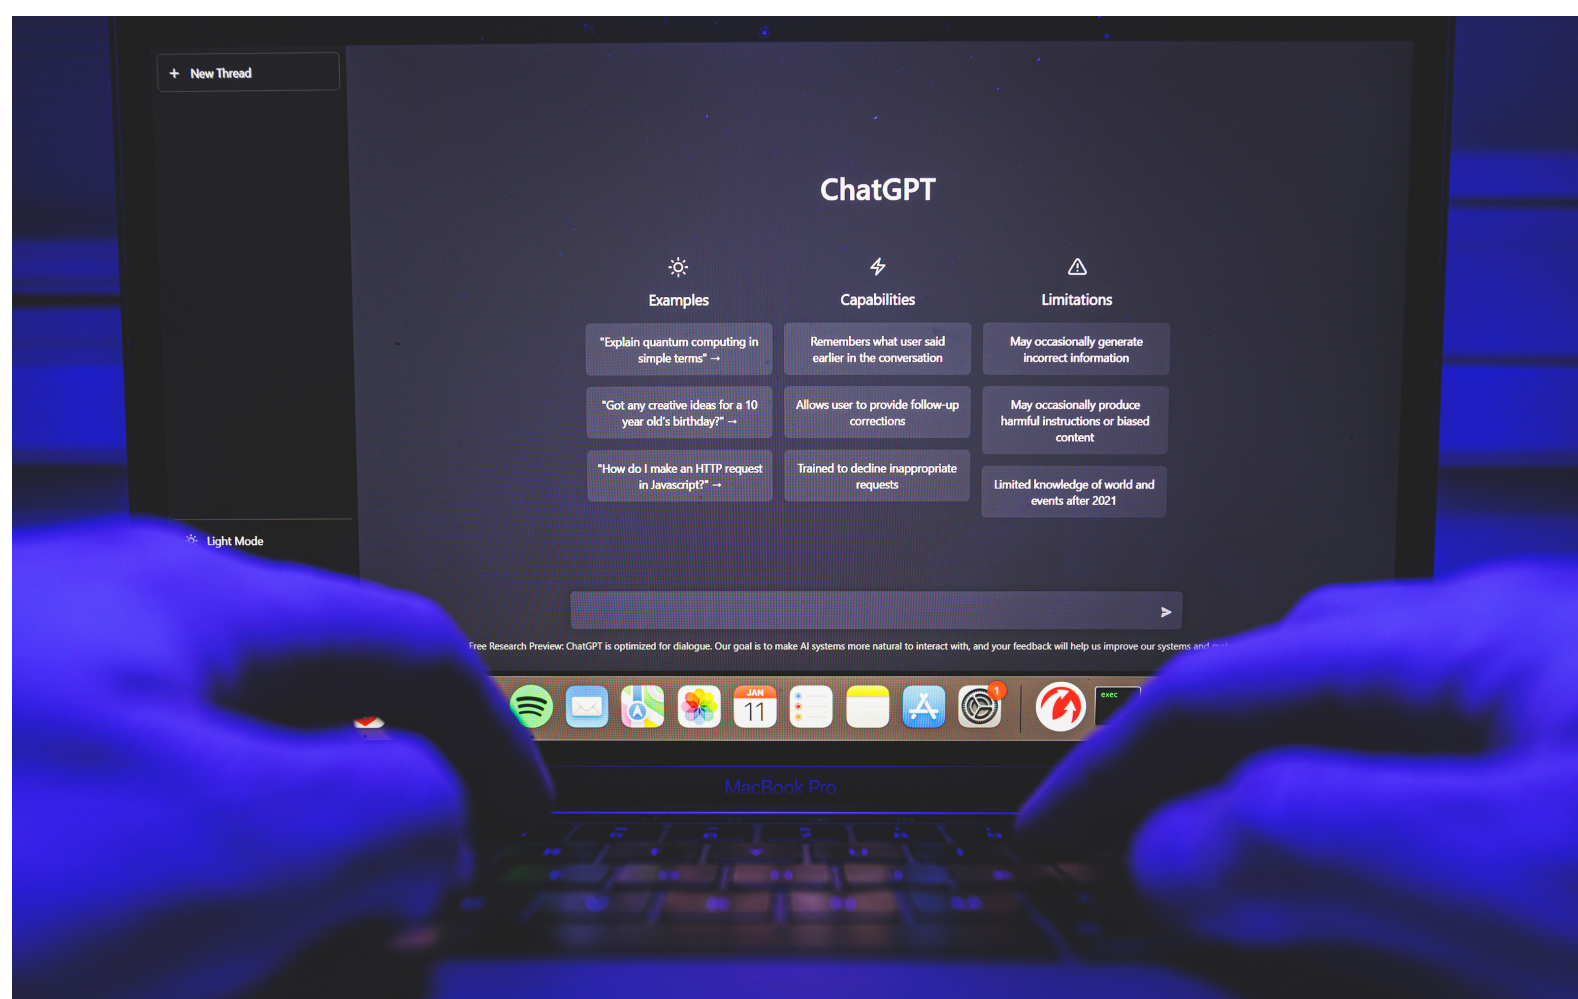 + New Thread
ChatGPT
Examples
Capabilities
Limitations
"Explain quantum computing in
simple terms" →
"Got any creative ideas for a 10
year old's birthday?" →
"How do I make an HTTP request
in Javascript?" →
Remembers what user said
earlier in the conversation
Allows user to provide follow-up
corrections
Trained to decline inappropriate
requests
May occasionally generate
incorrect information
May occasionally produce
harmful instructions or biased
content
Limited knowledge of world and
events after 2021
Light Mode
Free Research Preview: ChatGPT is optimized for dialogue. Our goal is to make AI systems more natural to interact with, and your feedback will help us improve our systems and
JAN
11
1
exec
MacBook Pro